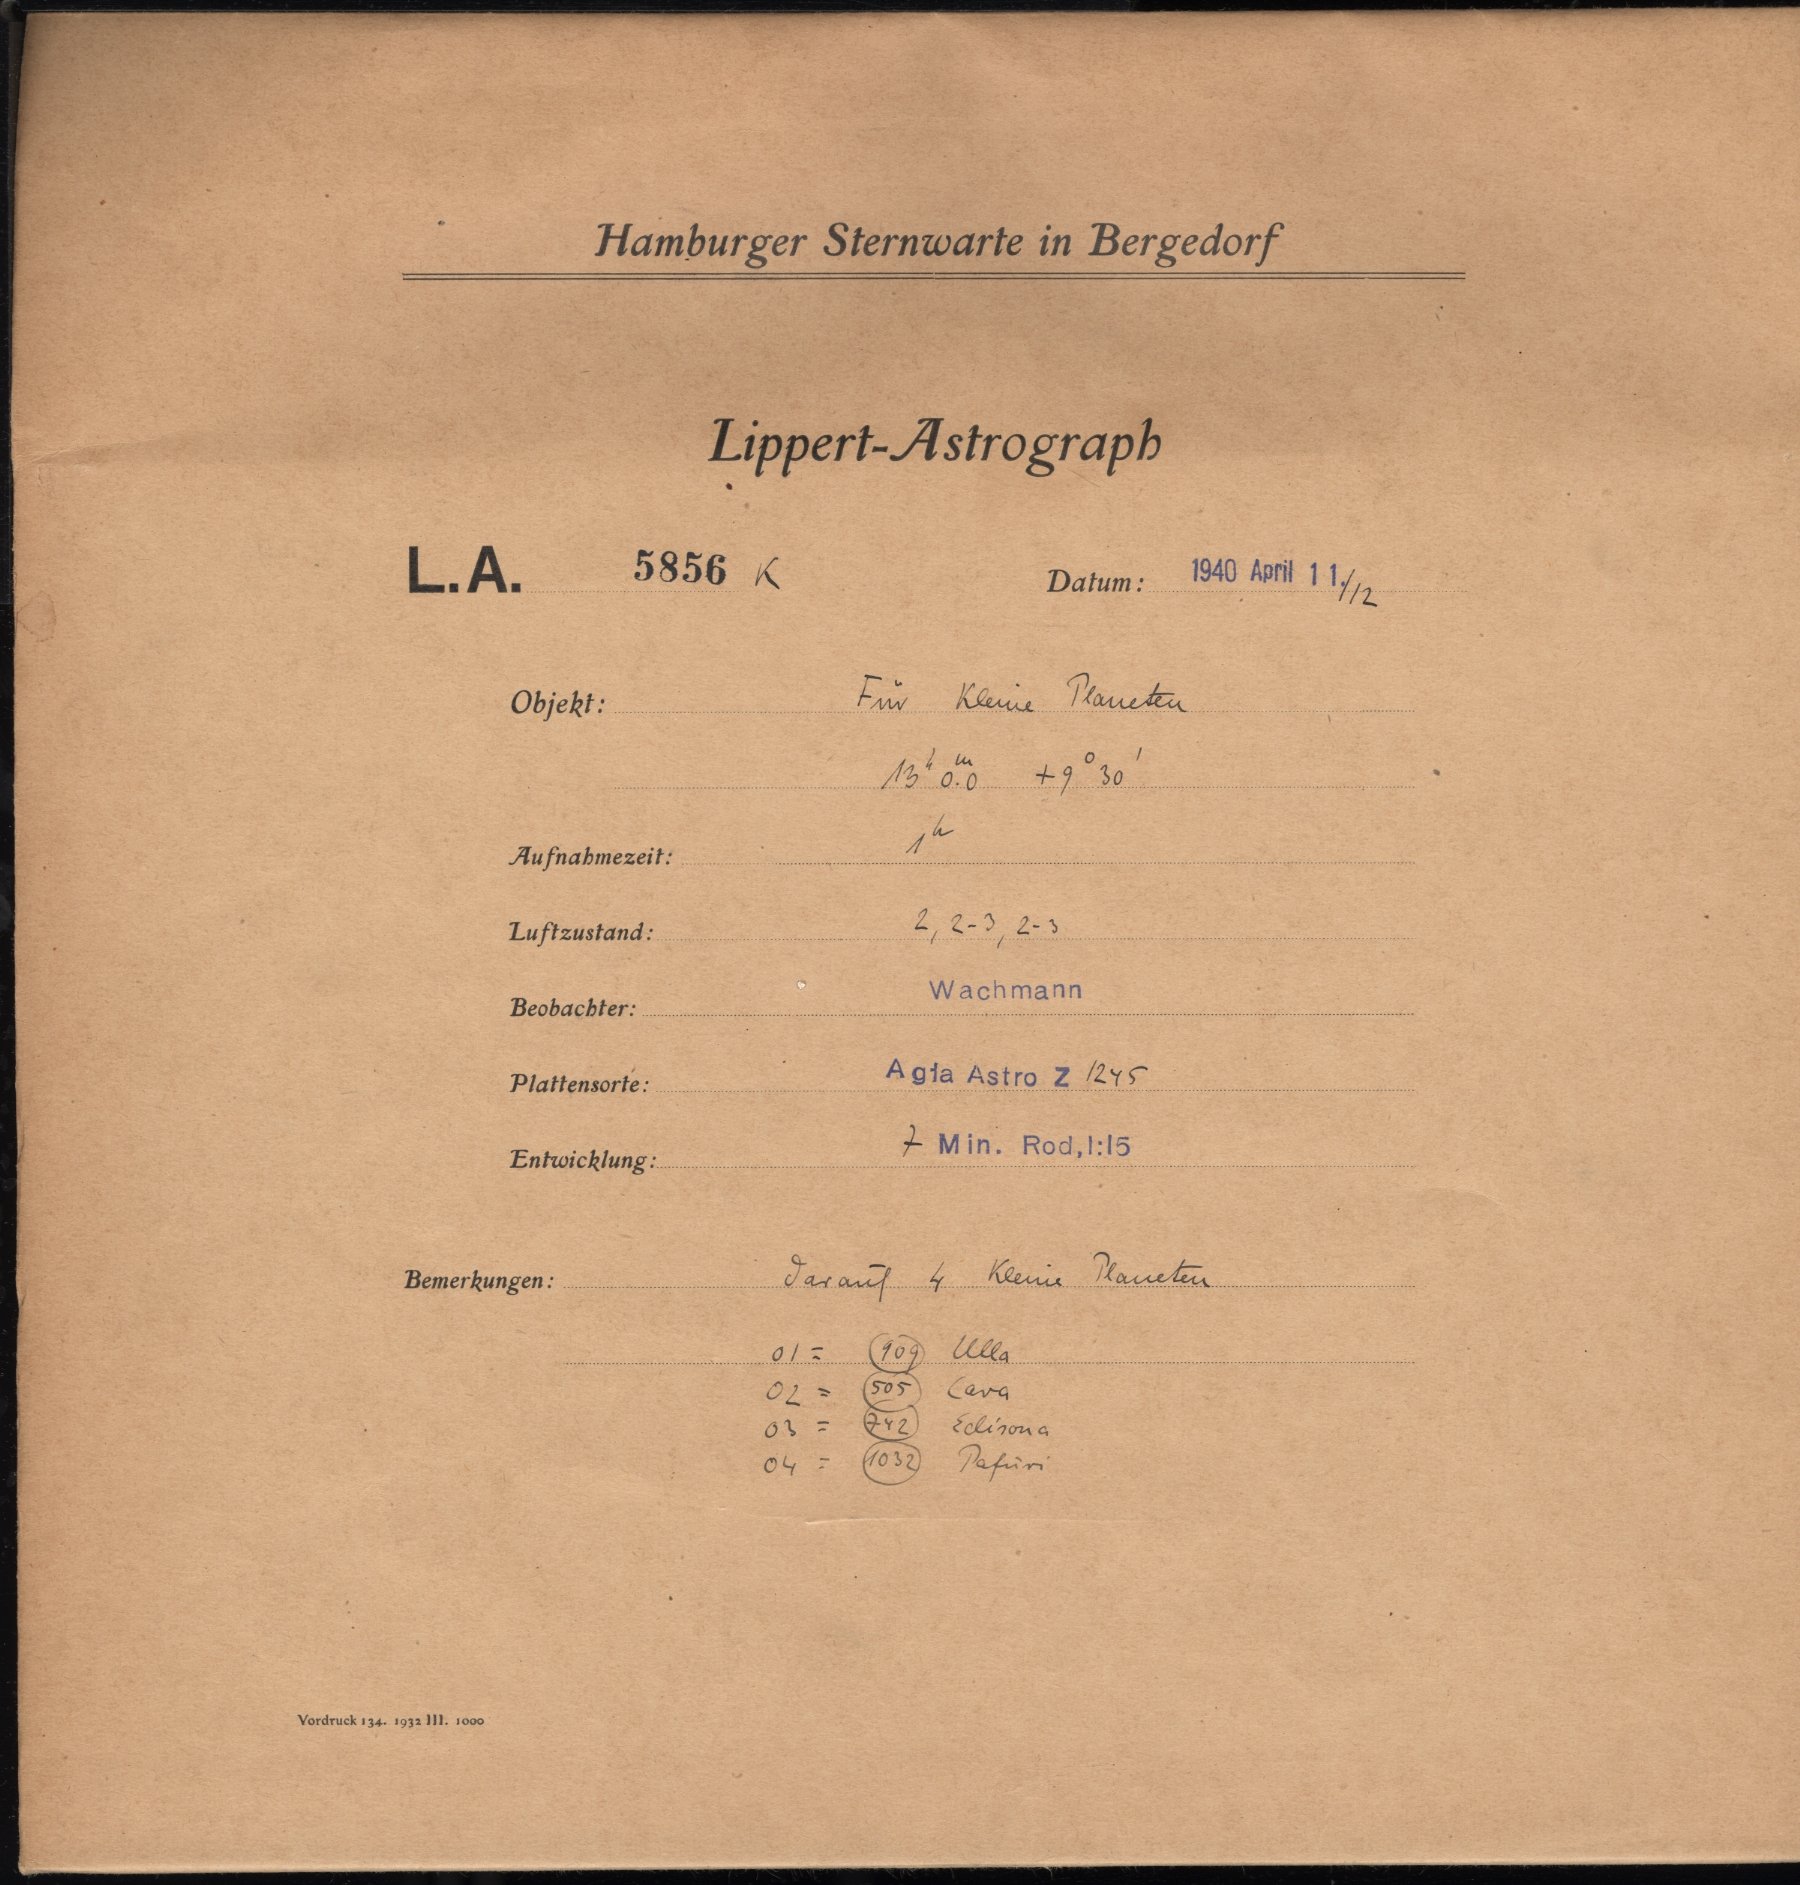 Hamburger Sternwarte in Bergedorf
Lippert-Astrograph
L.A. 5856 K Datum: 1940 April 11./12
Objekt: Für Kleine Planeten
13ʰ 0.ᵐ0 +9° 30'
Aufnahmezeit: 1ʰ
Luftzustand: 2, 2-3, 2-3
Beobachter: Wachmann
Plattensorte: Agfa Astro Z 1245
Entwicklung: 7 Min. Rod, 1:15
Bemerkungen: darauf 4 Kleine Planeten
01 = 909 Ulla
02 = 505 Cava
03 = 742 Edisona
04 = 1032 Pafuri
Vordruck 134. 1932 III. 1000